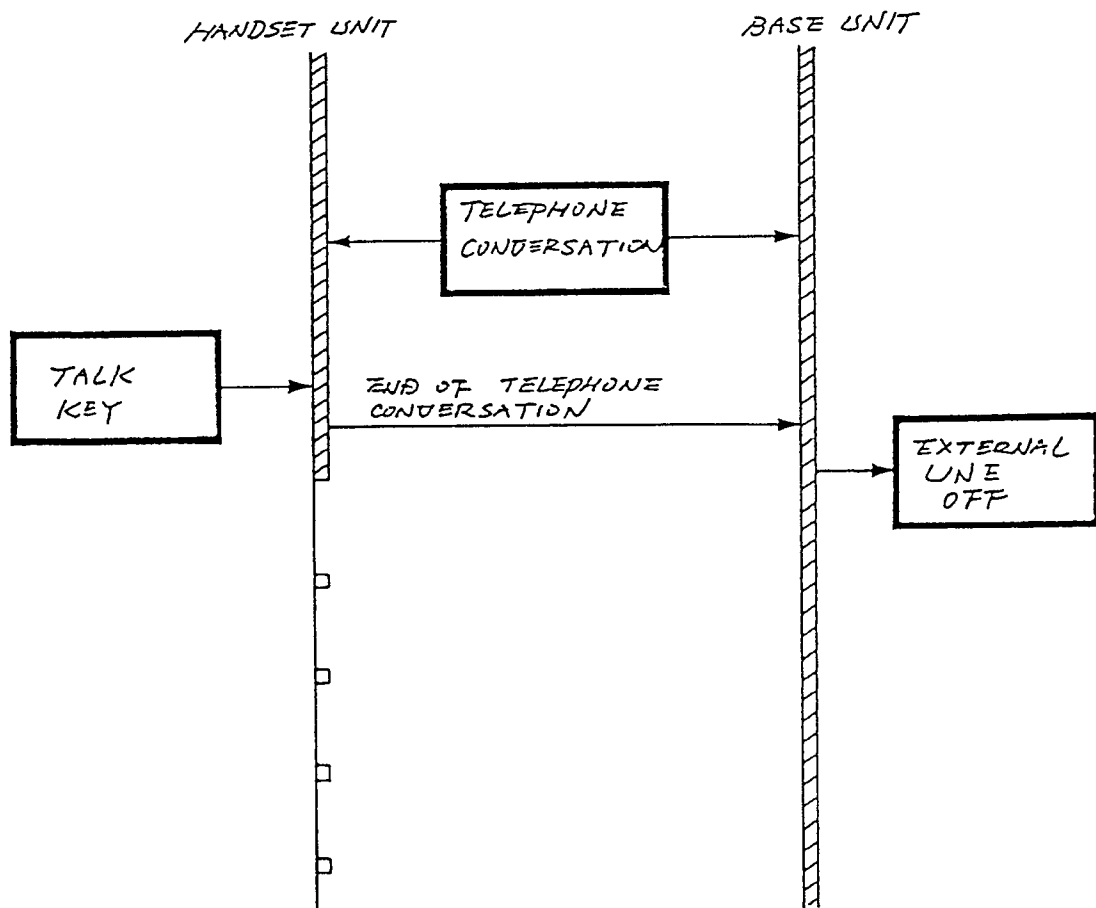 HANDSET UNIT
BASE UNIT
TELEPHONE
CONVERSATION
TALK
KEY
END OF TELEPHONE
CONVERSATION
EXTERNAL
LINE
OFF